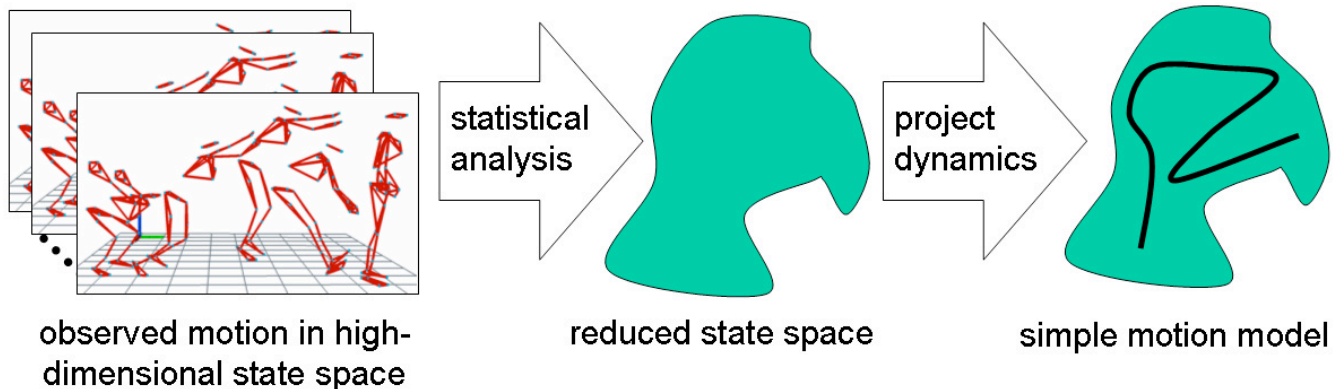 statistical
analysis
project
dynamics
observed motion in high-
dimensional state space
reduced state space
simple motion model